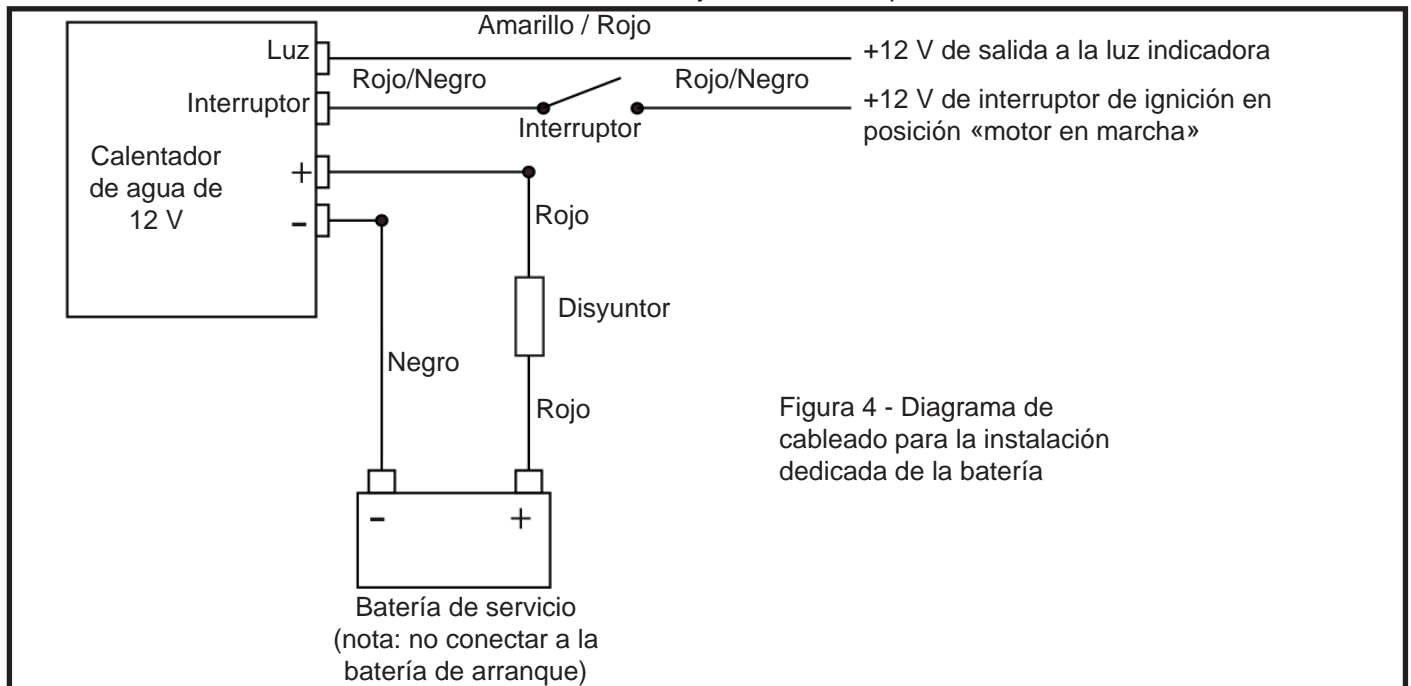 Amarillo / Rojo
Luz
+12 V de salida a la luz indicadora
Rojo/Negro
Rojo/Negro
Interruptor
Interruptor
+12 V de interruptor de ignición en
posición «motor en marcha»
Calentador
de agua de
12 V
+
-
Rojo
Disyuntor
Negro
Rojo
Figura 4 - Diagrama de
cableado para la instalación
dedicada de la batería
-
+
Batería de servicio
(nota: no conectar a la
batería de arranque)